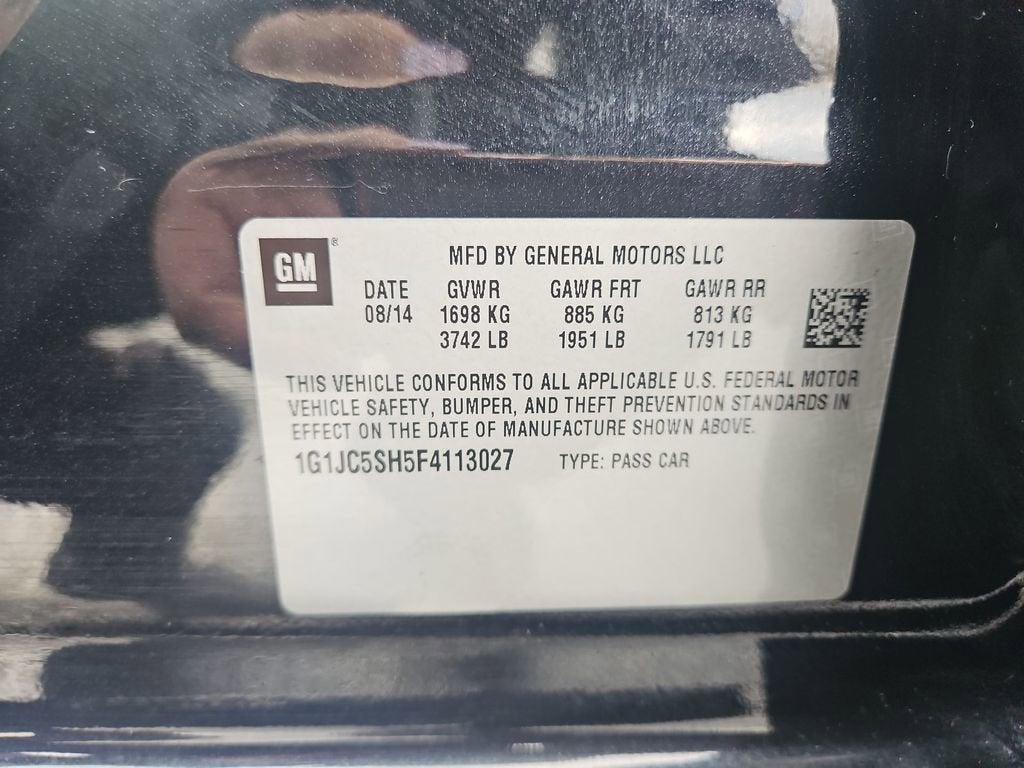 GM ®
MFD BY GENERAL MOTORS LLC
DATE GVWR GAWR FRT GAWR RR
08/14 1698 KG 885 KG 813 KG
3742 LB 1951 LB 1791 LB
THIS VEHICLE CONFORMS TO ALL APPLICABLE U.S. FEDERAL MOTOR
VEHICLE SAFETY, BUMPER, AND THEFT PREVENTION STANDARDS IN
EFFECT ON THE DATE OF MANUFACTURE SHOWN ABOVE.
1G1JC5SH5F4113027 TYPE: PASS CAR